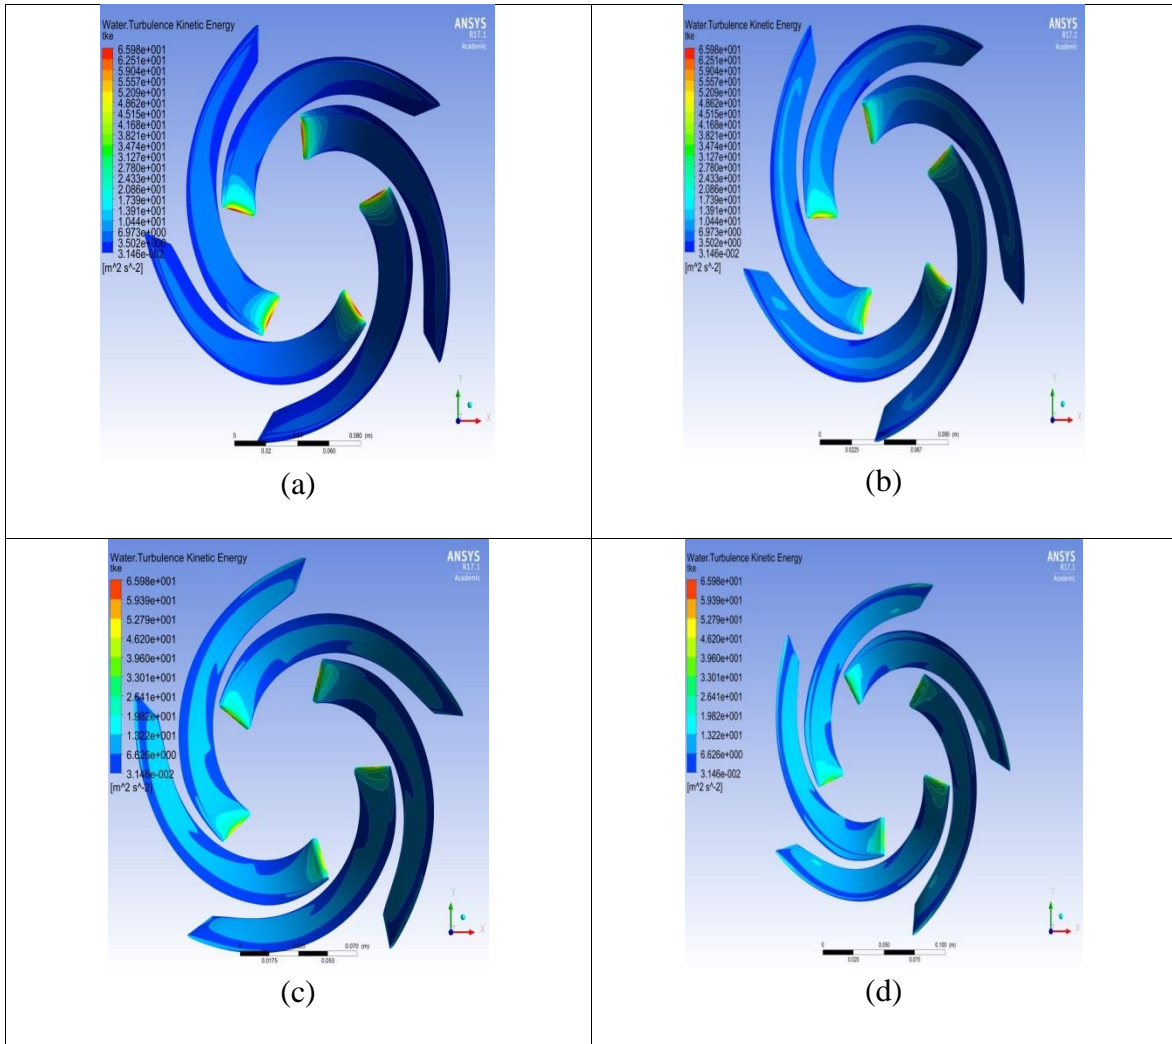 Water.Turbulence Kinetic Energy
tke
6.598e+001
6.251e+001
5.904e+001
5.557e+001
5.209e+001
4.862e+001
4.515e+001
4.168e+001
3.821e+001
3.474e+001
3.127e+001
2.780e+001
2.433e+001
2.086e+001
1.739e+001
1.391e+001
1.044e+001
6.973e+000
3.502e+000
3.146e-002
[m^2 s^-2]
ANSYS
R17.1
Academic
Y
X
0 0.080 (m)
0.02 0.060
(a)
Water.Turbulence Kinetic Energy
tke
6.598e+001
6.251e+001
5.904e+001
5.557e+001
5.209e+001
4.862e+001
4.515e+001
4.168e+001
3.821e+001
3.474e+001
3.127e+001
2.780e+001
2.433e+001
2.086e+001
1.739e+001
1.391e+001
1.044e+001
6.973e+000
3.502e+000
3.146e-002
[m^2 s^-2]
ANSYS
R17.1
Academic
Y
X
0 0.090 (m)
0.0225 0.067
(b)
Water.Turbulence Kinetic Energy
tke
6.598e+001
5.939e+001
5.279e+001
4.620e+001
3.960e+001
3.301e+001
2.641e+001
1.982e+001
1.322e+001
6.626e+000
3.146e-002
[m^2 s^-2]
ANSYS
R17.1
Academic
Y
X
0.070 (m)
0.0175 0.053
(c)
Water.Turbulence Kinetic Energy
tke
6.598e+001
5.939e+001
5.279e+001
4.620e+001
3.960e+001
3.301e+001
2.641e+001
1.982e+001
1.322e+001
6.626e+000
3.146e-002
[m^2 s^-2]
ANSYS
R17.1
Academic
Y
X
0 0.050 0.100 (m)
0.025 0.075
(d)